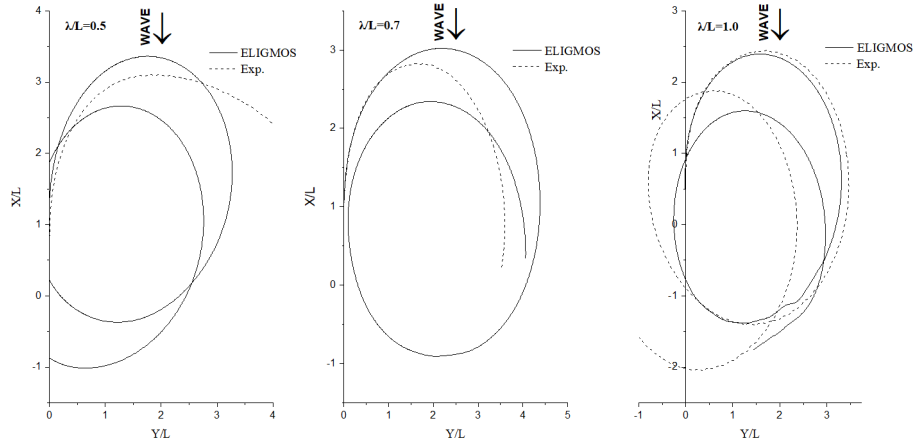 λ/L=0.5
WAVE
ELIGMOS
Exp.
X/L
4
3
2
1
0
-1
0
1
2
3
4
Y/L
λ/L=0.7
WAVE
ELIGMOS
Exp.
X/L
3
2
1
0
-1
0
1
2
3
4
5
Y/L
λ/L=1.0
WAVE
ELIGMOS
Exp.
X/L
3
2
1
0
-1
-2
-1
0
1
2
3
Y/L